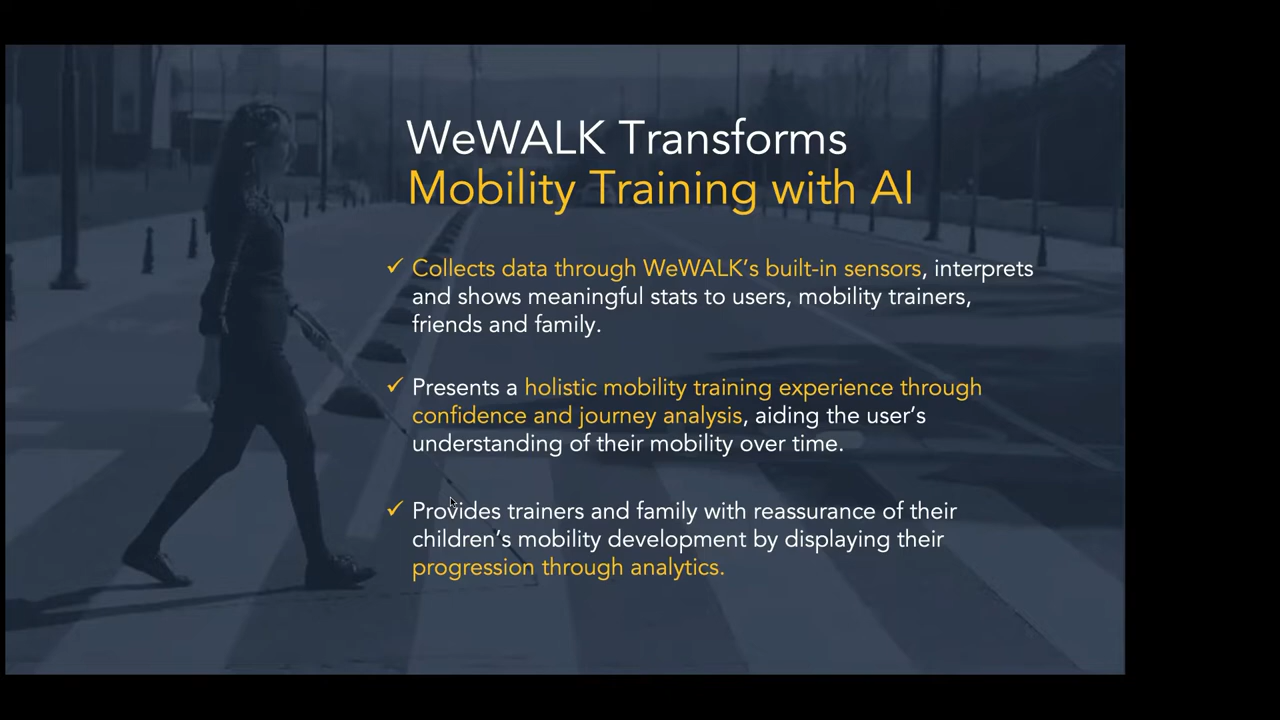 WeWALK Transforms
Mobility Training with AI
✓ Collects data through WeWALK’s built-in sensors, interprets
and shows meaningful stats to users, mobility trainers,
friends and family.
✓ Presents a holistic mobility training experience through
confidence and journey analysis, aiding the user’s
understanding of their mobility over time.
✓ Provides trainers and family with reassurance of their
children’s mobility development by displaying their
progression through analytics.